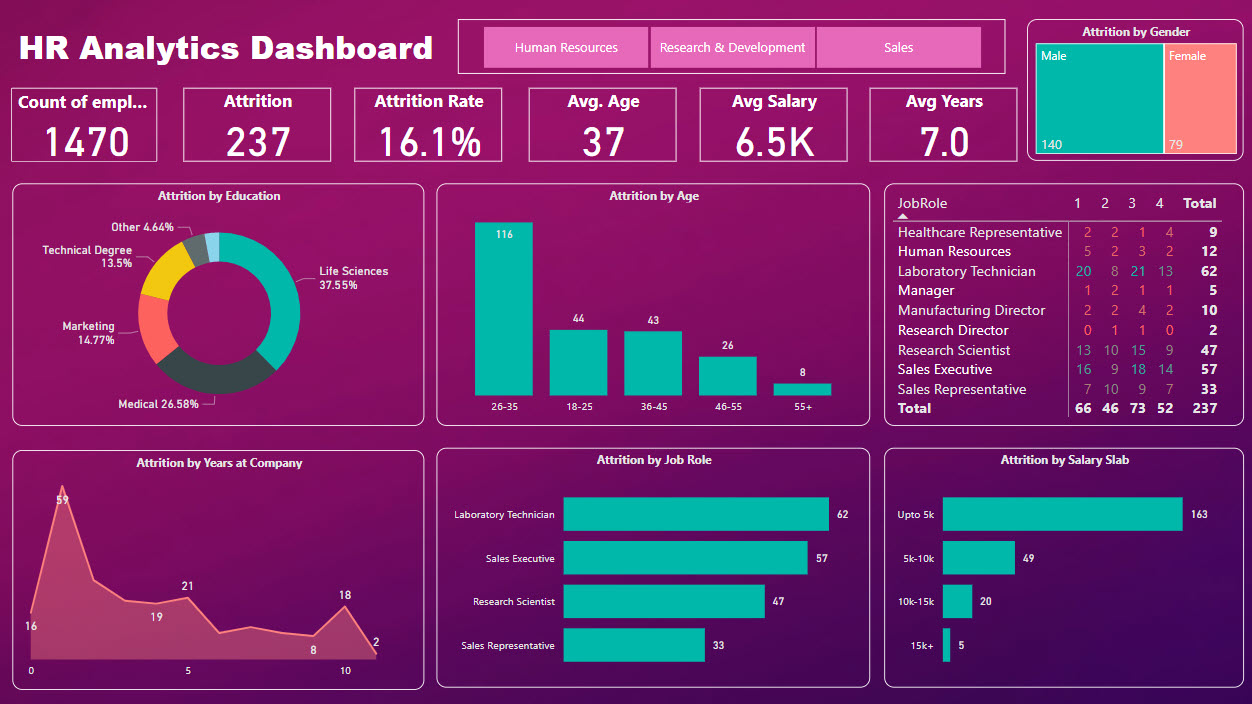 HR Analytics Dashboard
Human Resources
Research & Development
Sales
Attrition by Gender
Male
Female
140
79
Count of empl...
1470
Attrition
237
Attrition Rate
16.1%
Avg. Age
37
Avg Salary
6.5K
Avg Years
7.0
Attrition by Education
Other 4.64%
Technical Degree
13.5%
Life Sciences
37.55%
Marketing
14.77%
Medical 26.58%
Attrition by Age
116
44
43
26
8
26-35 18-25 36-45 46-55 55+
JobRole 1 2 3 4 Total
Healthcare Representative 2 2 1 4 9
Human Resources 5 2 3 2 12
Laboratory Technician 20 8 21 13 62
Manager 1 2 1 1 5
Manufacturing Director 2 2 4 2 10
Research Director 0 1 1 0 2
Research Scientist 13 10 15 9 47
Sales Executive 16 9 18 14 57
Sales Representative 7 10 9 7 33
Total 66 46 73 52 237
Attrition by Years at Company
59
16
19
21
8
18
2
0 5 10
Attrition by Job Role
Laboratory Technician 62
Sales Executive 57
Research Scientist 47
Sales Representative 33
Attrition by Salary Slab
Upto 5k 163
5k-10k 49
10k-15k 20
15k+ 5